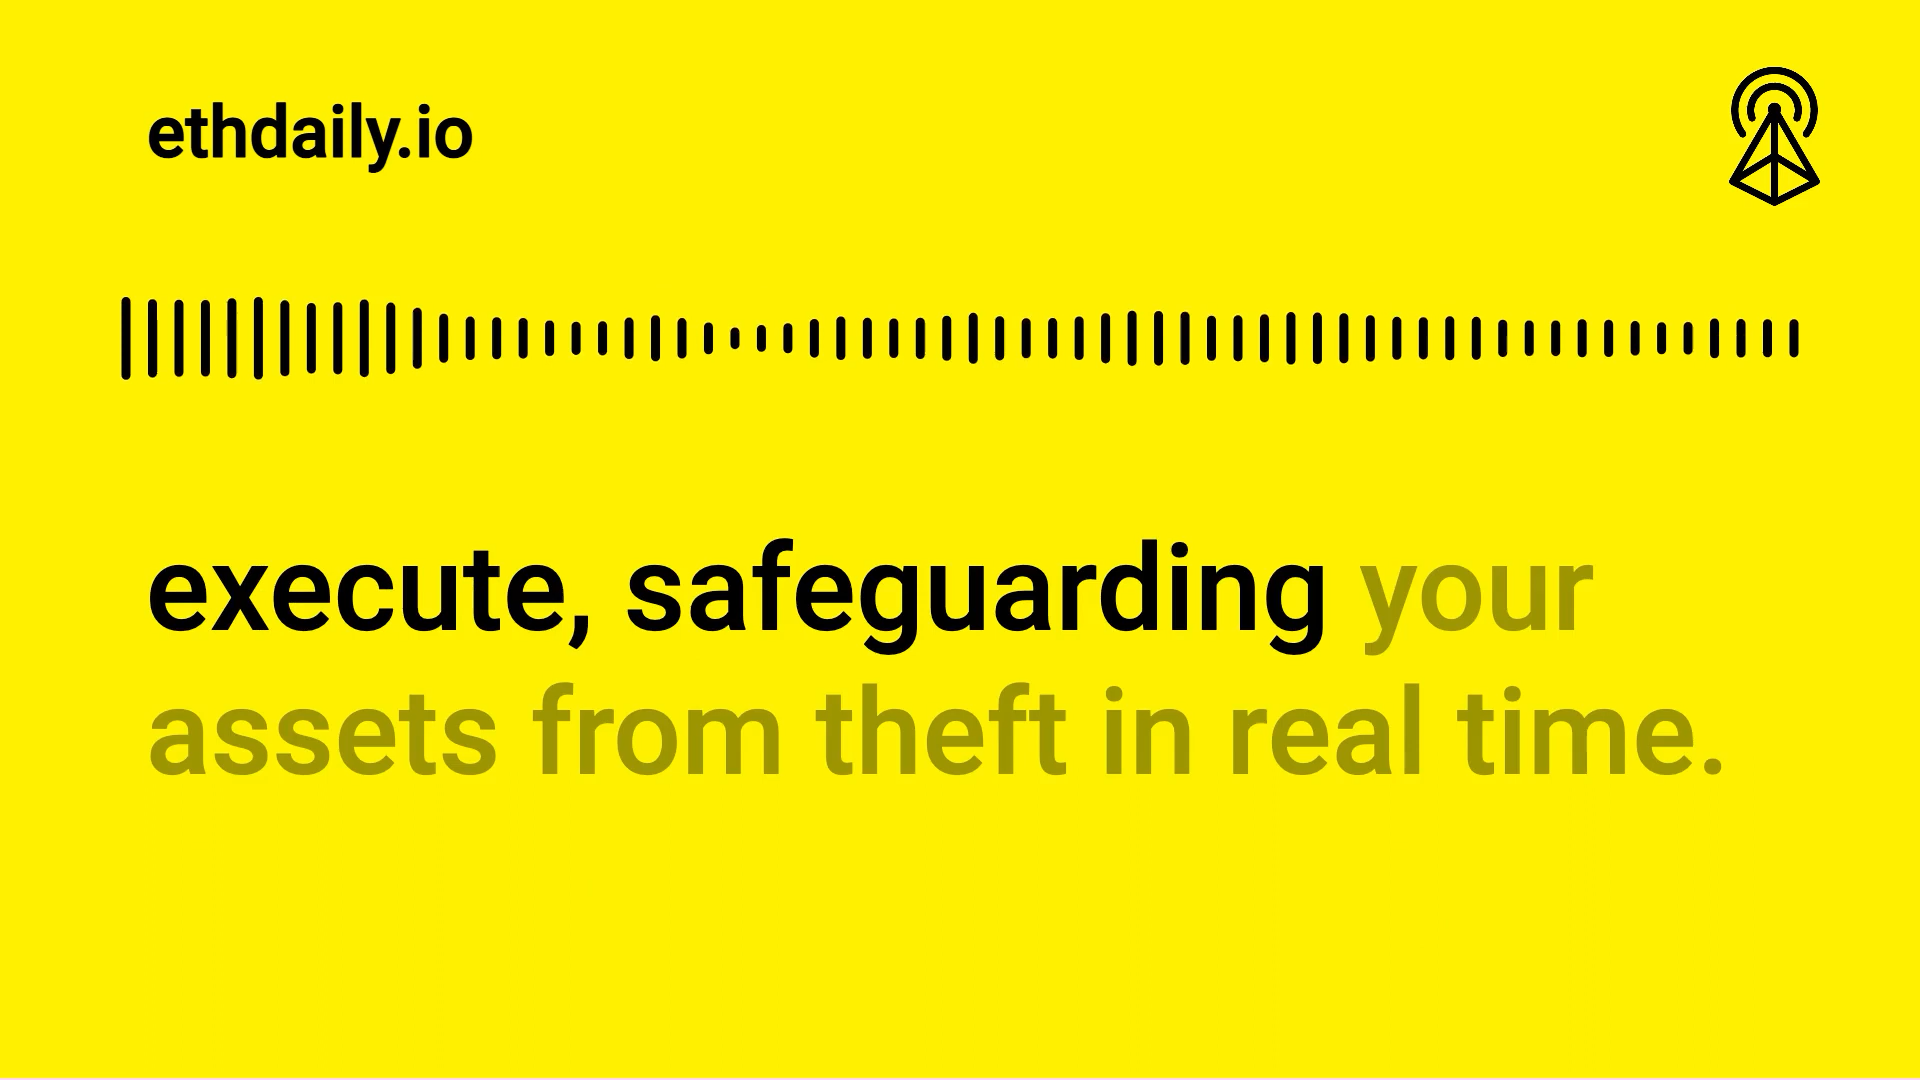 ethdaily.io
execute, safeguarding your
assets from theft in real time.